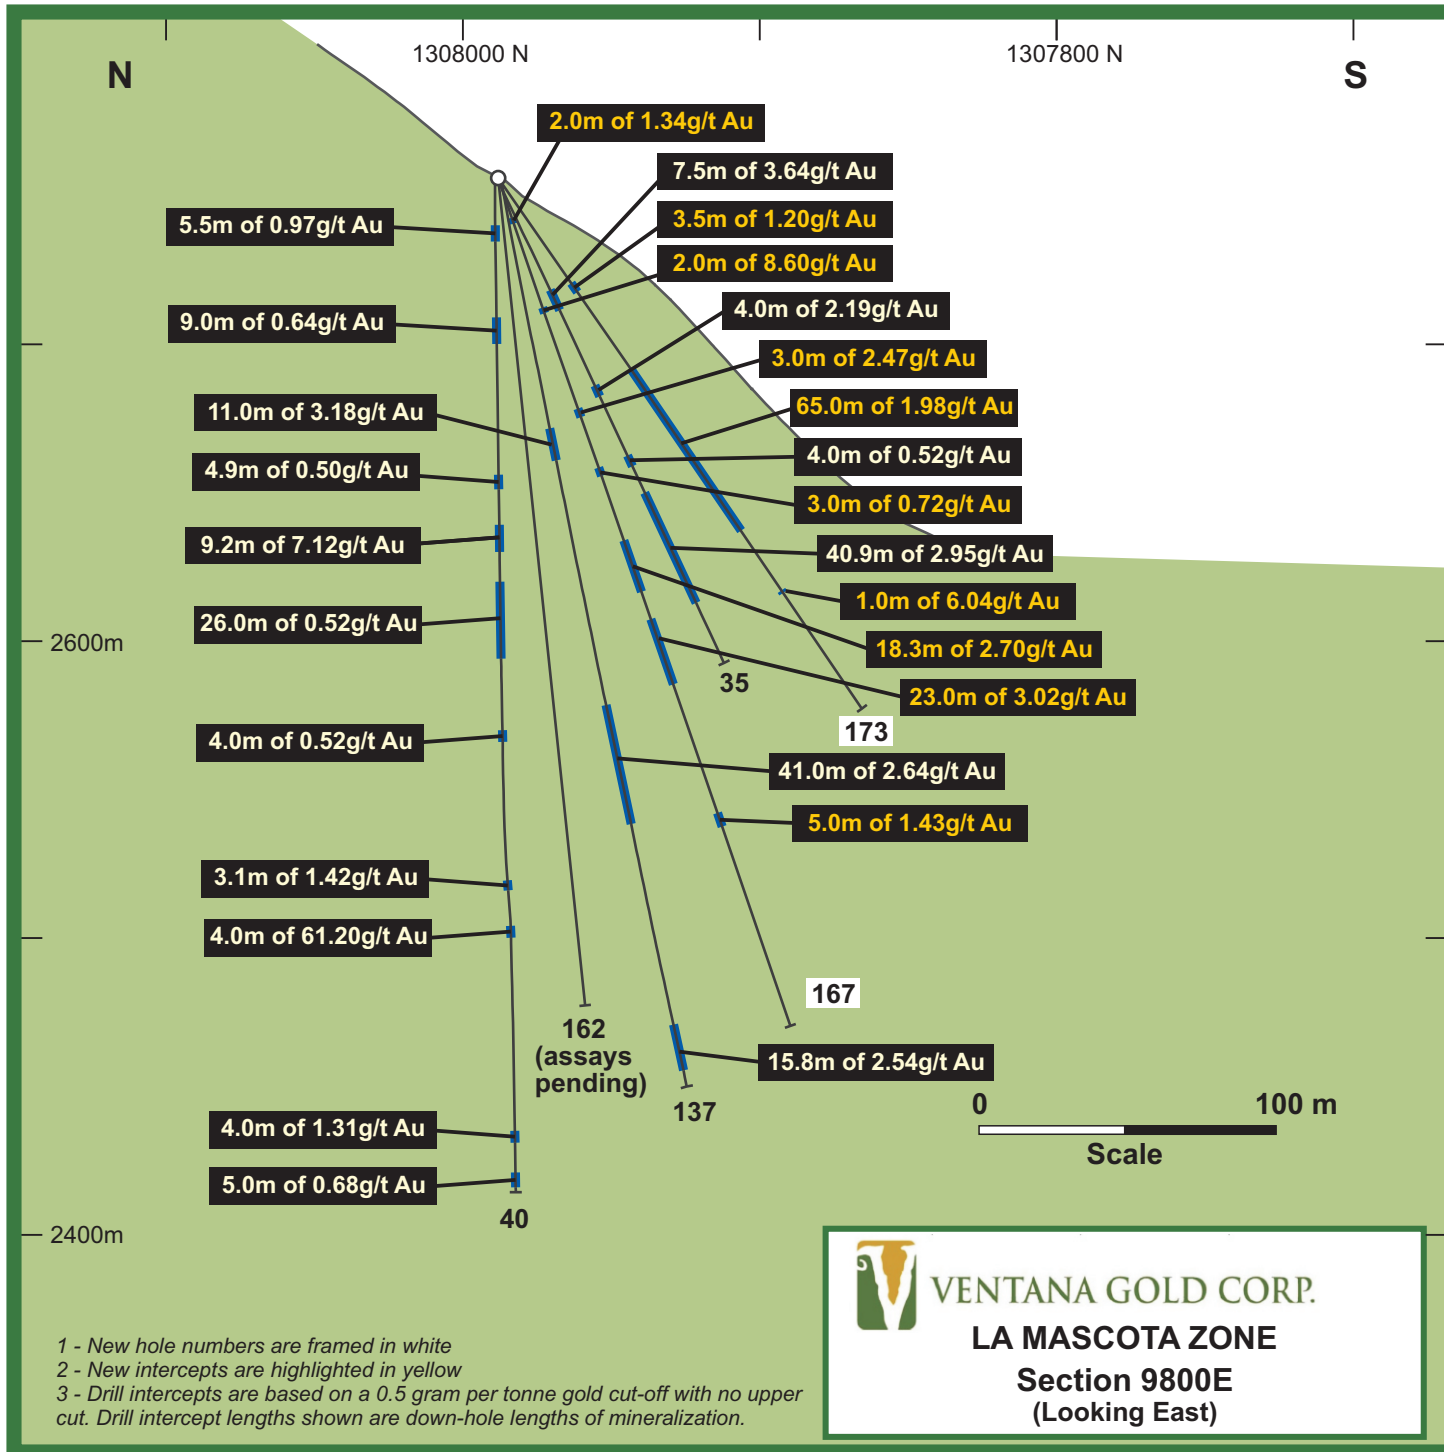 1308000 N
1307800 N
N
S
2.0m of 1.34g/t Au
7.5m of 3.64g/t Au
5.5m of 0.97g/t Au
3.5m of 1.20g/t Au
2.0m of 8.60g/t Au
9.0m of 0.64g/t Au
4.0m of 2.19g/t Au
3.0m of 2.47g/t Au
11.0m of 3.18g/t Au
65.0m of 1.98g/t Au
4.9m of 0.50g/t Au
4.0m of 0.52g/t Au
3.0m of 0.72g/t Au
9.2m of 7.12g/t Au
40.9m of 2.95g/t Au
26.0m of 0.52g/t Au
1.0m of 6.04g/t Au
2600m
18.3m of 2.70g/t Au
35
23.0m of 3.02g/t Au
173
4.0m of 0.52g/t Au
41.0m of 2.64g/t Au
5.0m of 1.43g/t Au
3.1m of 1.42g/t Au
4.0m of 61.20g/t Au
167
162
(assays
pending)
15.8m of 2.54g/t Au
137
0
100 m
Scale
4.0m of 1.31g/t Au
5.0m of 0.68g/t Au
40
2400m
VENTANA GOLD CORP.
LA MASCOTA ZONE
Section 9800E
(Looking East)
1 - New hole numbers are framed in white
2 - New intercepts are highlighted in yellow
3 - Drill intercepts are based on a 0.5 gram per tonne gold cut-off with no upper
cut. Drill intercept lengths shown are down-hole lengths of mineralization.